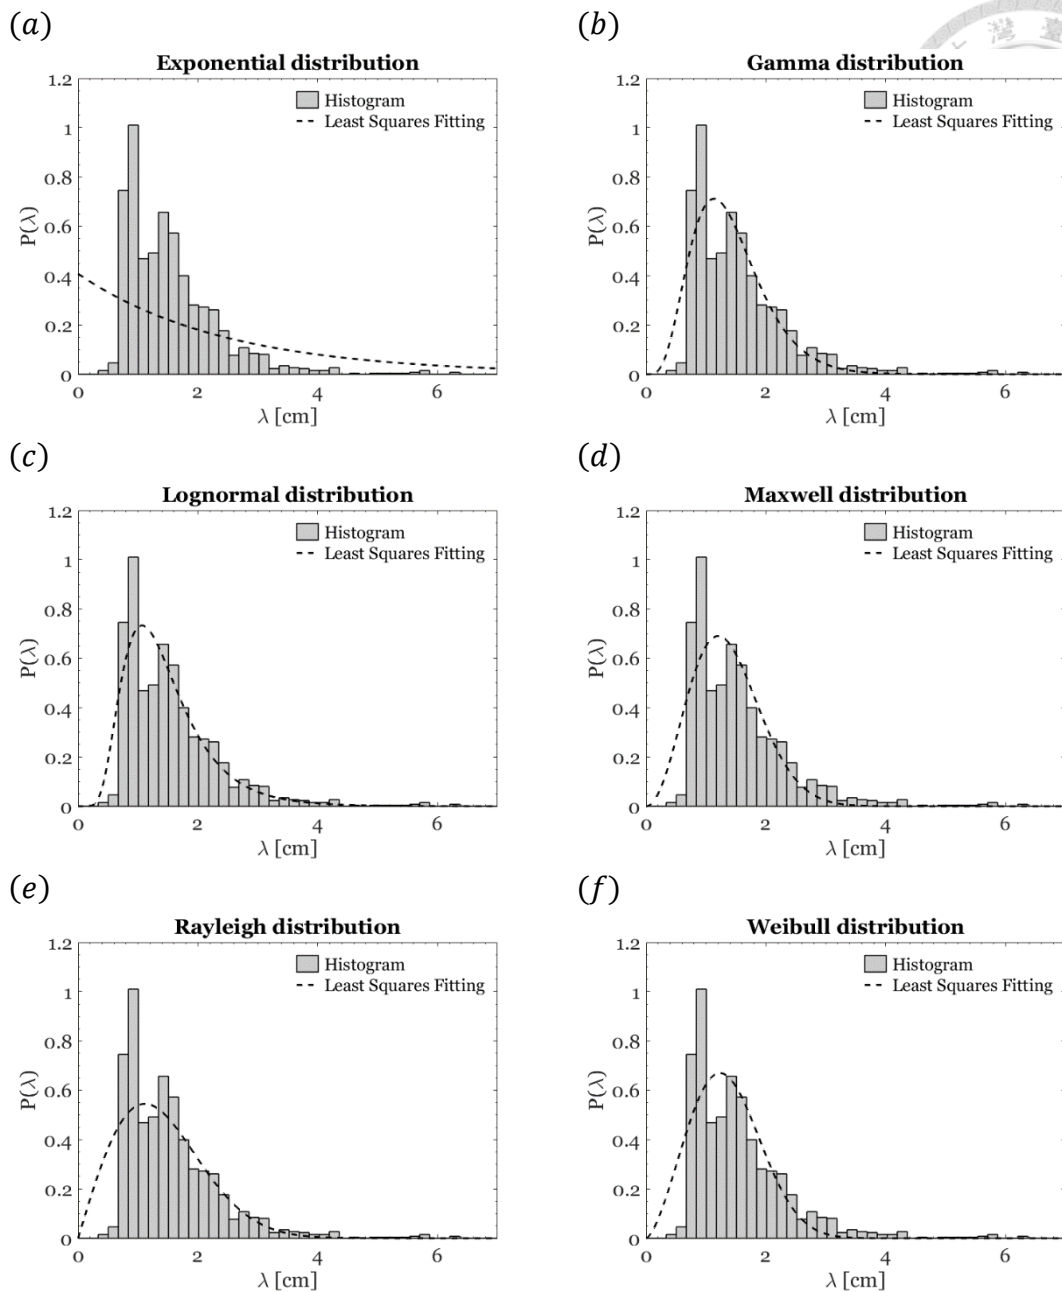 (a)
Exponential distribution
1.2
1
0.8
0.6
0.4
0.2
0
P(λ)
Histogram
Least Squares Fitting
0 2 4 6
λ [cm]
(b)
Gamma distribution
1.2
1
0.8
0.6
0.4
0.2
0
P(λ)
Histogram
Least Squares Fitting
0 2 4 6
λ [cm]
灣 臺
(c)
Lognormal distribution
1.2
1
0.8
0.6
0.4
0.2
0
P(λ)
Histogram
Least Squares Fitting
0 2 4 6
λ [cm]
(d)
Maxwell distribution
1.2
1
0.8
0.6
0.4
0.2
0
P(λ)
Histogram
Least Squares Fitting
0 2 4 6
λ [cm]
(e)
Rayleigh distribution
1.2
1
0.8
0.6
0.4
0.2
0
P(λ)
Histogram
Least Squares Fitting
0 2 4 6
λ [cm]
(f)
Weibull distribution
1.2
1
0.8
0.6
0.4
0.2
0
P(λ)
Histogram
Least Squares Fitting
0 2 4 6
λ [cm]